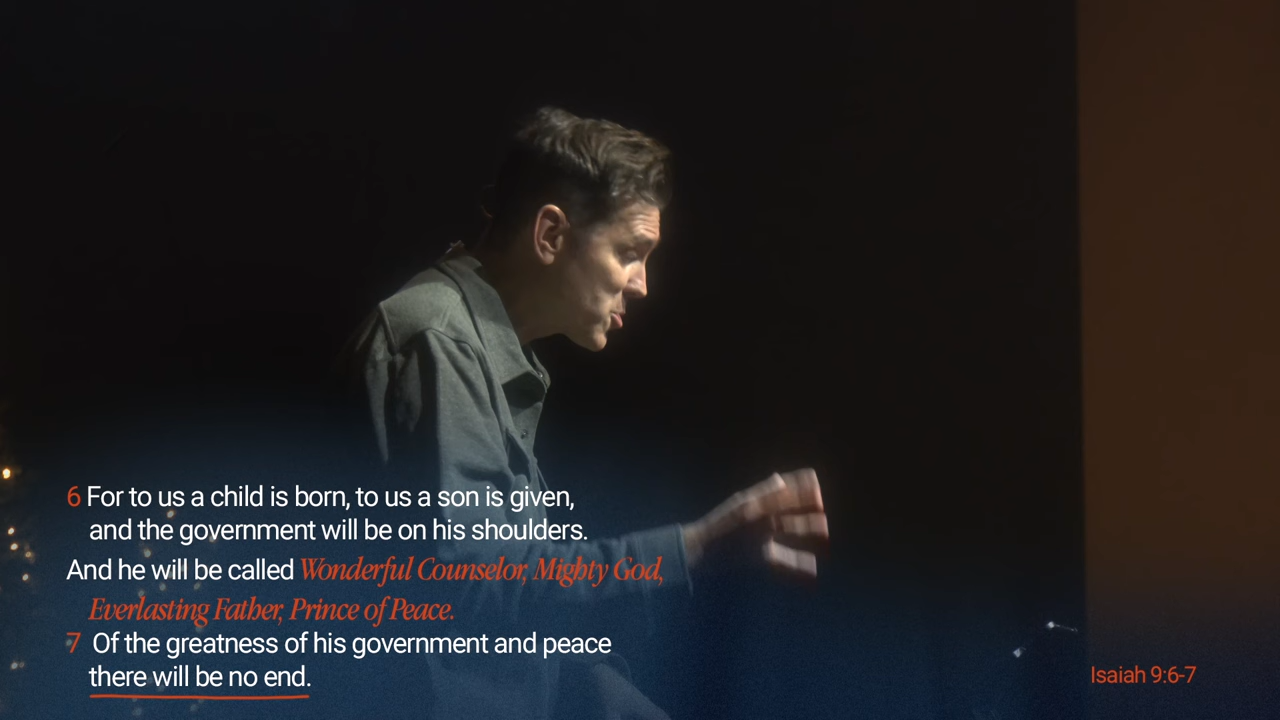 6 For to us a child is born, to us a son is given,
and the government will be on his shoulders.
And he will be called Wonderful Counselor, Mighty God,
Everlasting Father, Prince of Peace.
7 Of the greatness of his government and peace
there will be no end.
Isaiah 9:6-7